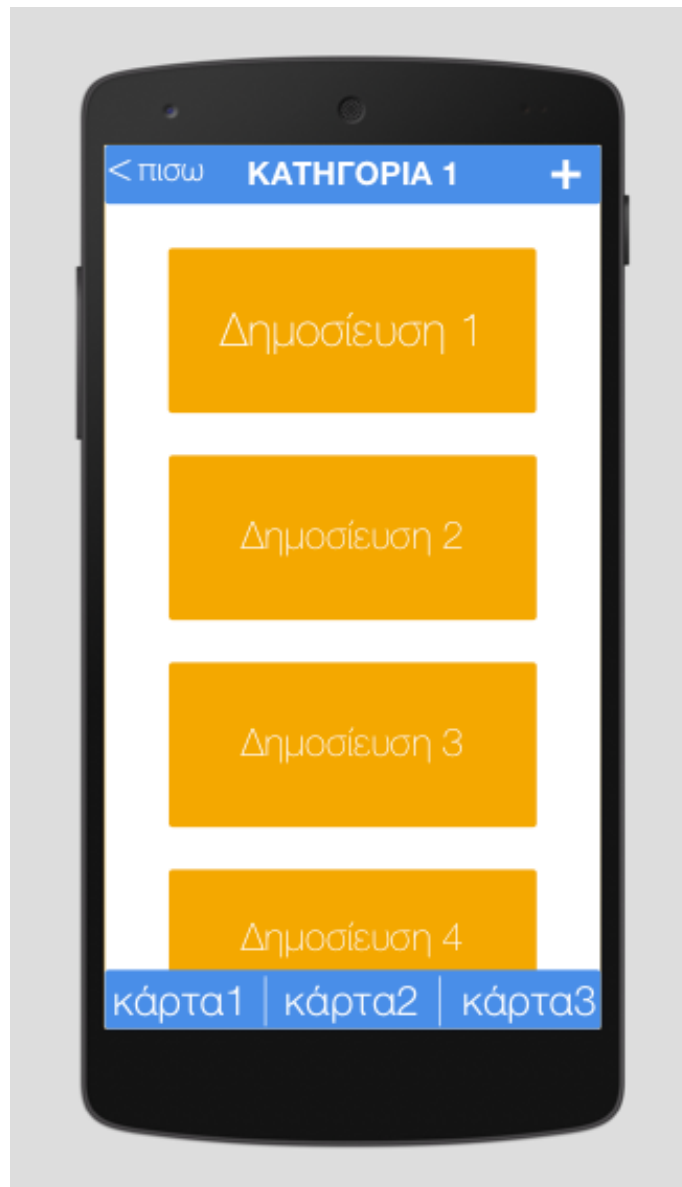 < πισω ΚΑΤΗΓΟΡΙΑ 1 +
Δημοσίευση 1
Δημοσίευση 2
Δημοσίευση 3
Δημοσίευση 4
κάρτα1 κάρτα2 κάρτα3